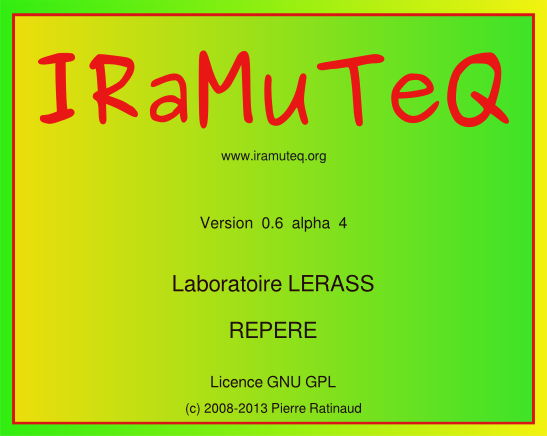 IRaMuTeQ
www.iramuteq.org
Version 0.6 alpha 4
Laboratoire LERASS
REPERE
Licence GNU GPL
(c) 2008-2013 Pierre Ratinaud